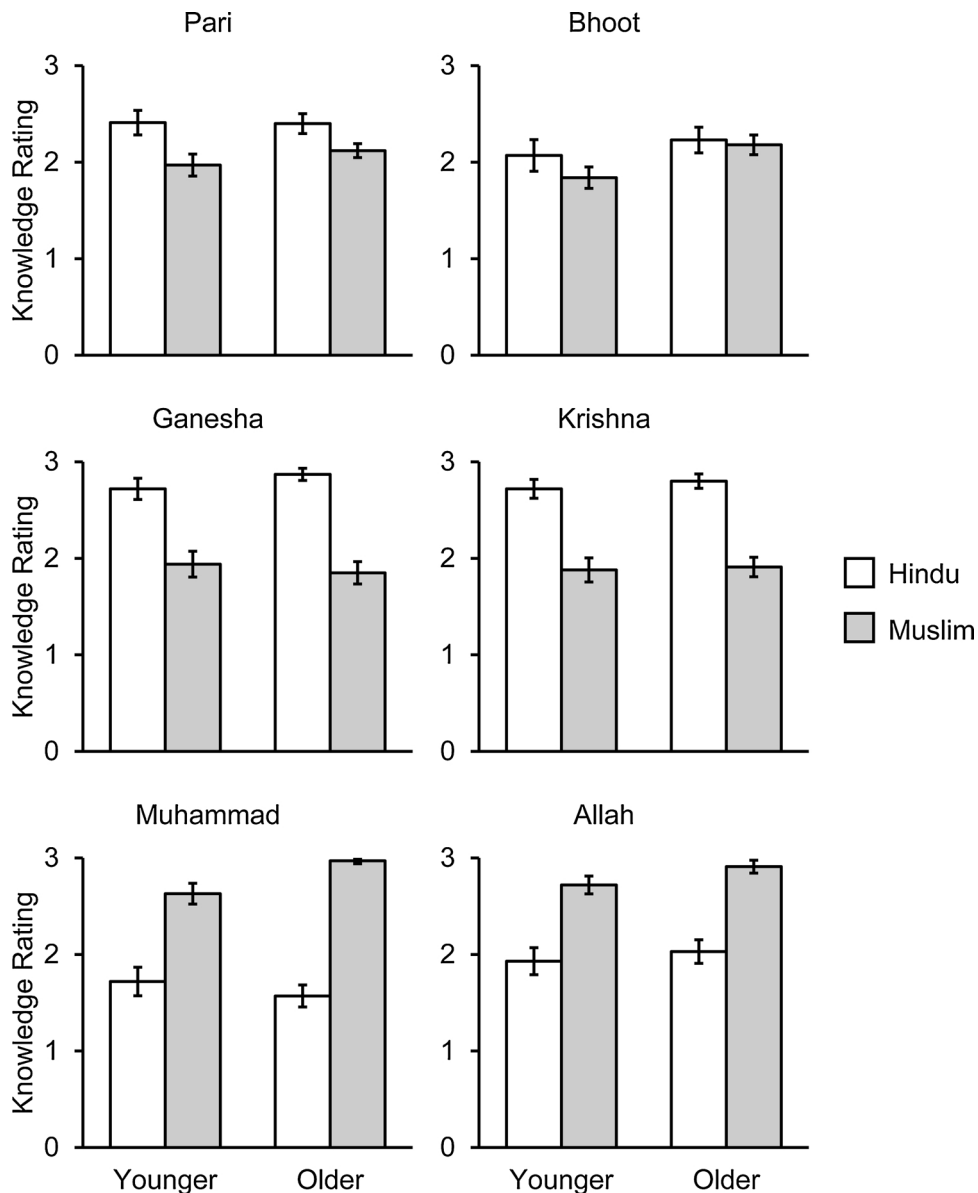 Pari
Bhoot
Knowledge Rating
3
2
1
0
3
2
1
0
Ganesha
Krishna
Knowledge Rating
3
2
1
0
3
2
1
0
Hindu
Muslim
Muhammad
Allah
Knowledge Rating
3
2
1
0
3
2
1
0
Younger Older
Younger Older